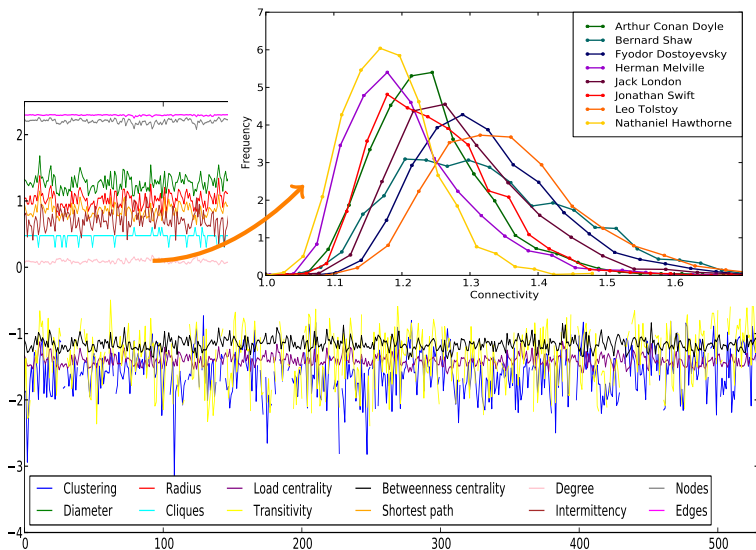 7
6
5
4
3
2
1
0
Frequency
1.0 1.1 1.2 1.3 1.4 1.5 1.6
Connectivity
Arthur Conan Doyle
Bernard Shaw
Fyodor Dostoyevsky
Herman Melville
Jack London
Jonathan Swift
Leo Tolstoy
Nathaniel Hawthorne
2
1
0
−1
−2
−3
−4
Clustering Radius Load centrality Betweenness centrality Degree Nodes
Diameter Cliques Transitivity Shortest path Intermittency Edges
0 100 200 300 400 500